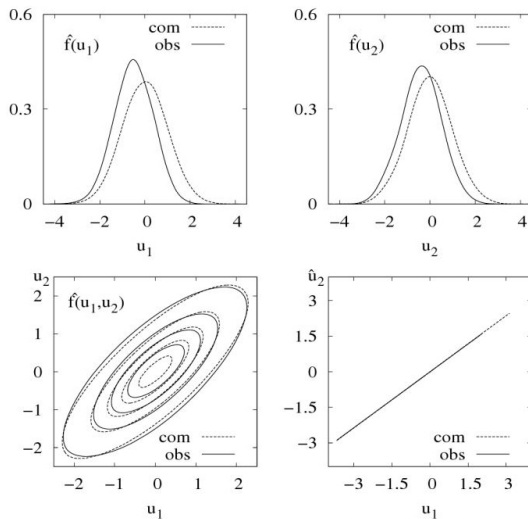 0.6
f̂(u₁)
com
obs
0.3
0
−4 −2 0 2 4
u₁
0.6
f̂(u₂)
com
obs
0.3
0
−4 −2 0 2 4
u₂
u₂
f̂(u₁,u₂)
2
1
0
−1
−2
com
obs
−2 −1 0 1 2
u₁
û₂
3
1.5
0
−1.5
−3
com
obs
−3 −1.5 0 1.5 3
u₁